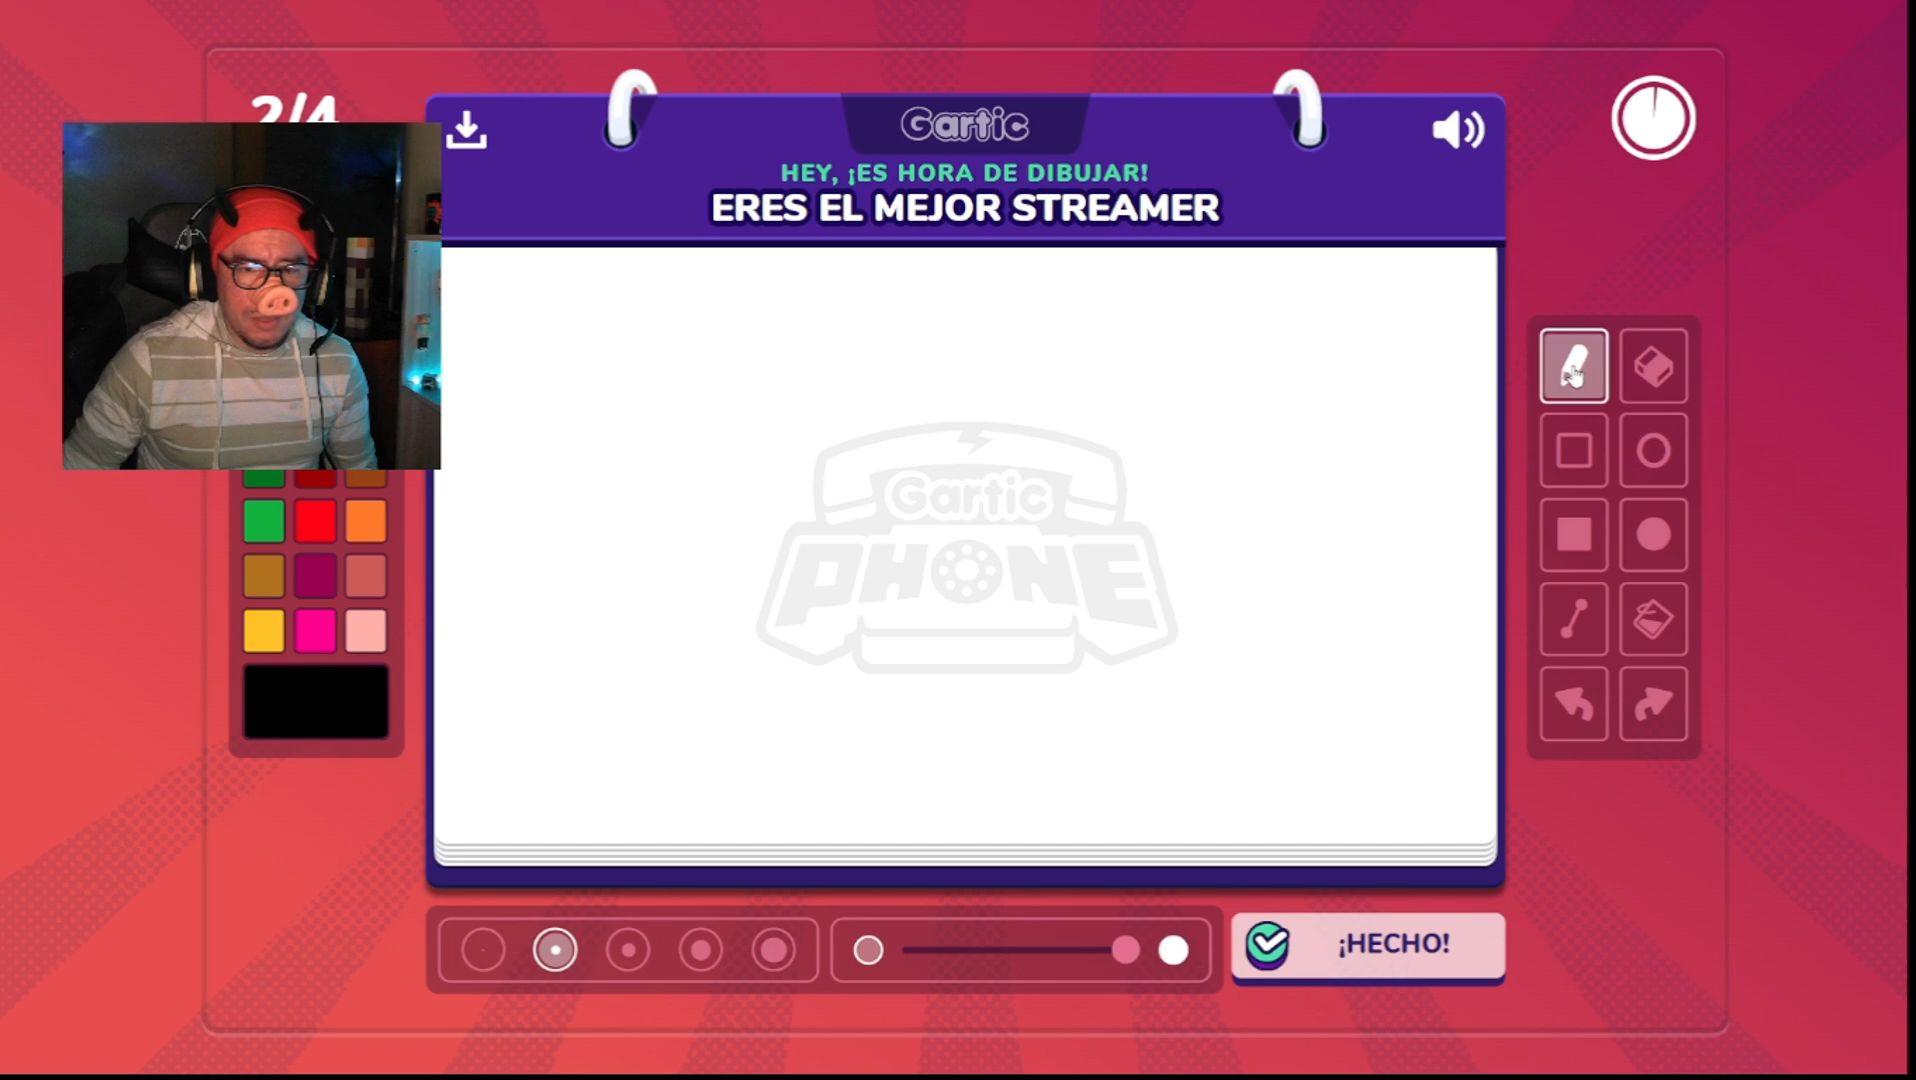 2/4
Gartic
HEY, ¡ES HORA DE DIBUJAR!
ERES EL MEJOR STREAMER
Gartic
PHONE
¡HECHO!